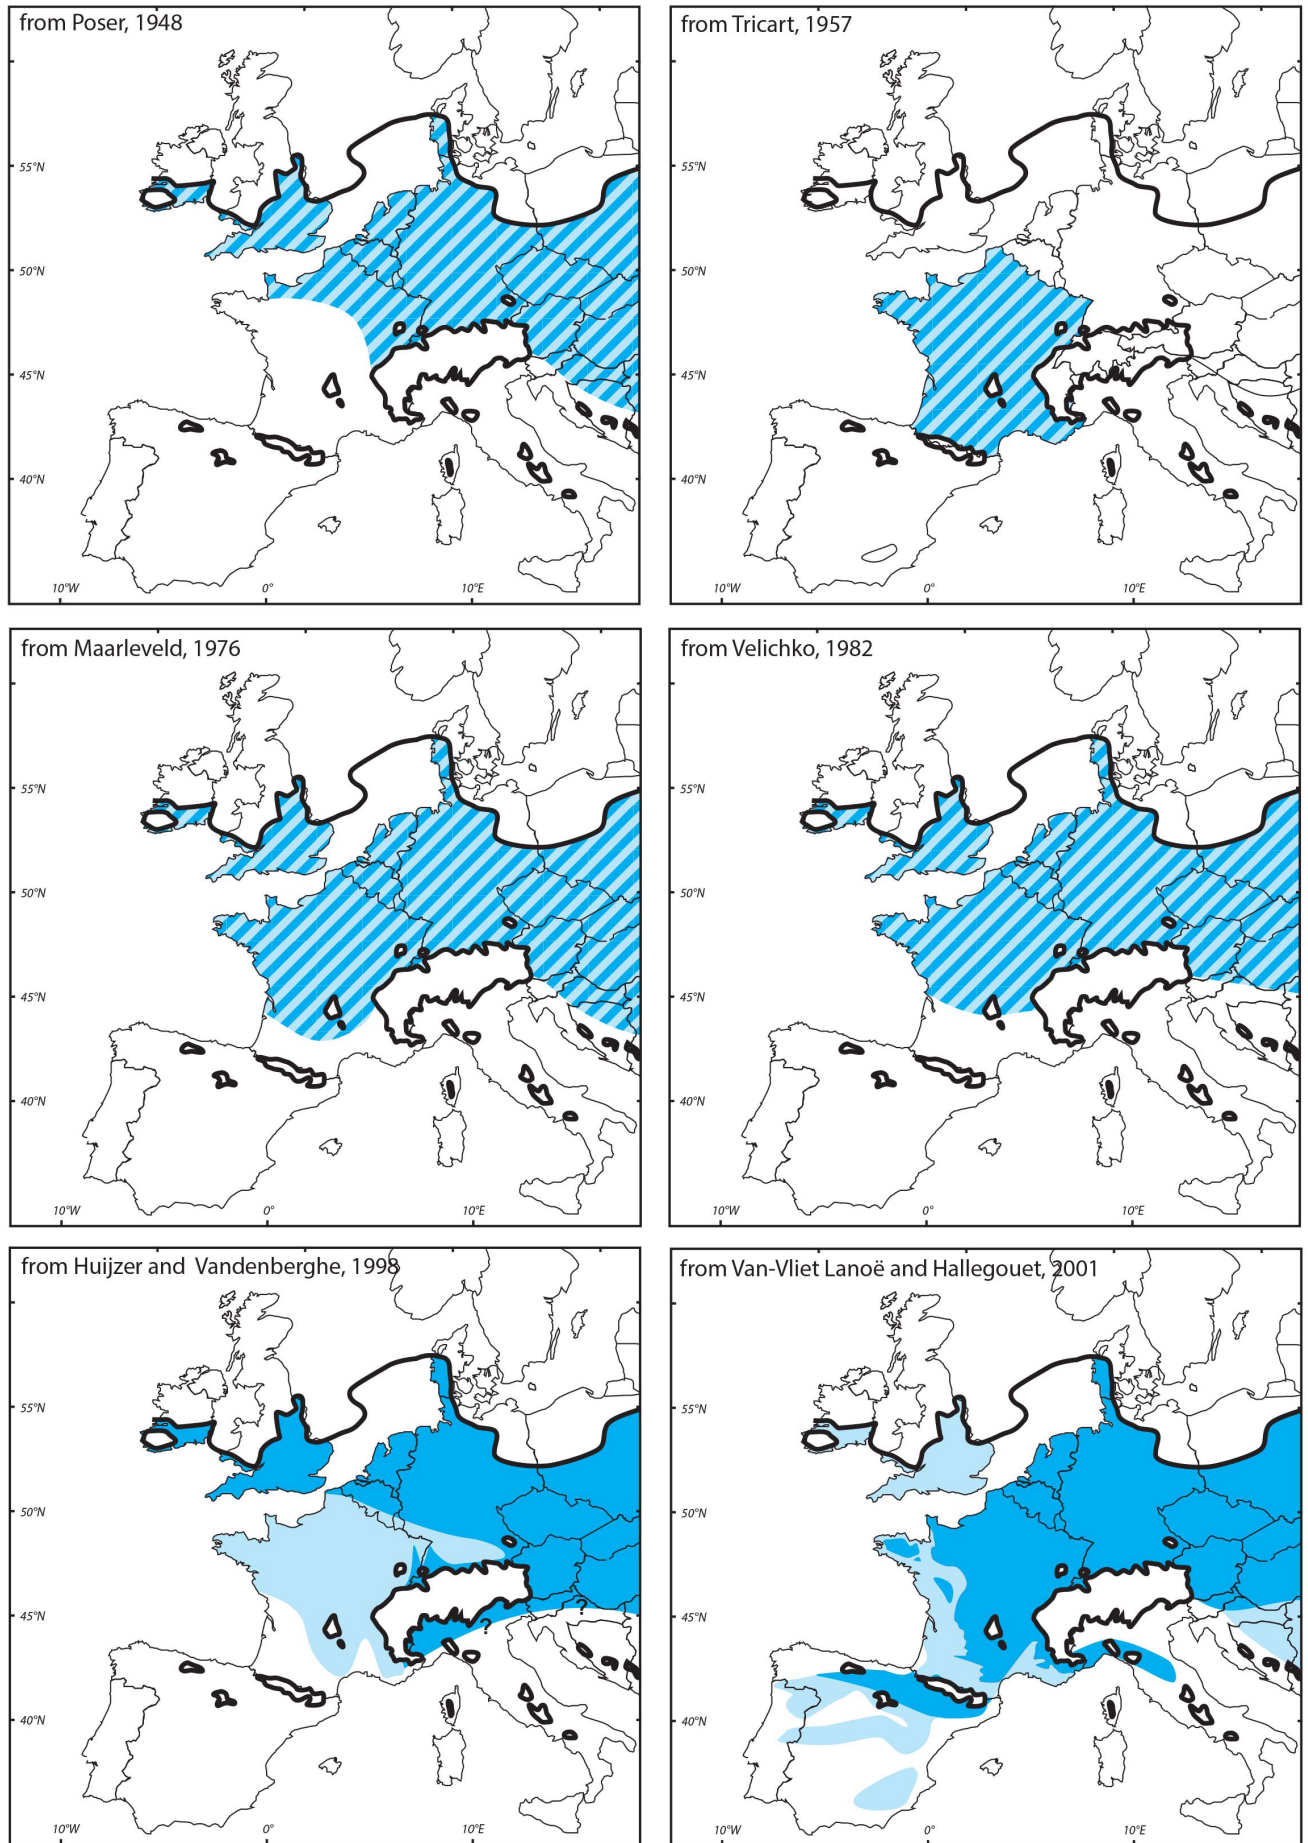 from Poser, 1948
55°N
50°N
45°N
40°N
10°W
0°
10°E
from Tricart, 1957
55°N
50°N
45°N
40°N
10°W
0°
10°E
from Maarleveld, 1976
55°N
50°N
45°N
40°N
10°W
0°
10°E
from Velichko, 1982
55°N
50°N
45°N
40°N
10°W
0°
10°E
from Huijzer and Vandenberghe, 1998
55°N
50°N
45°N
?
?
40°N
10°W
0°
10°E
from Van-Vliet Lanoë and Hallegouet, 2001
55°N
50°N
45°N
40°N
10°W
0°
10°E